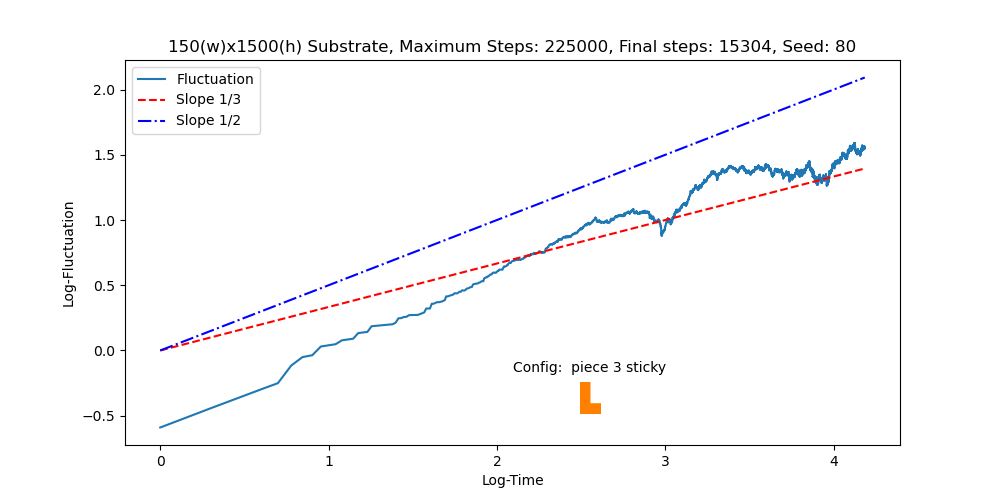 150(w)x1500(h) Substrate, Maximum Steps: 225000, Final steps: 15304, Seed: 80
Fluctuation
Slope 1/3
Slope 1/2
2.0
1.5
1.0
0.5
0.0
−0.5
Log-Fluctuation
Config:  piece 3 sticky
0 1 2 3 4
Log-Time